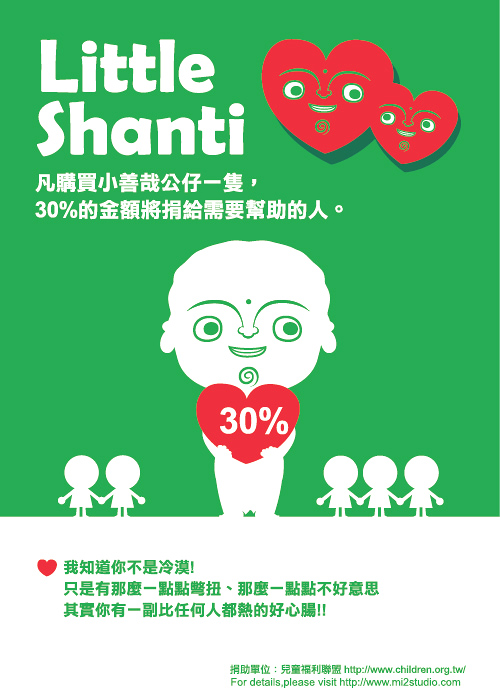 Little
Shanti
凡購買小善哉公仔一隻，
30%的金額將捐給需要幫助的人。
30%
我知道你不是冷漠!
只是有那麼一點點彆扭、那麼一點點不好意思
其實你有一副比任何人都熱的好心腸!!
捐助單位：兒童福利聯盟 http://www.children.org.tw/
For details,please visit http://www.mi2studio.com